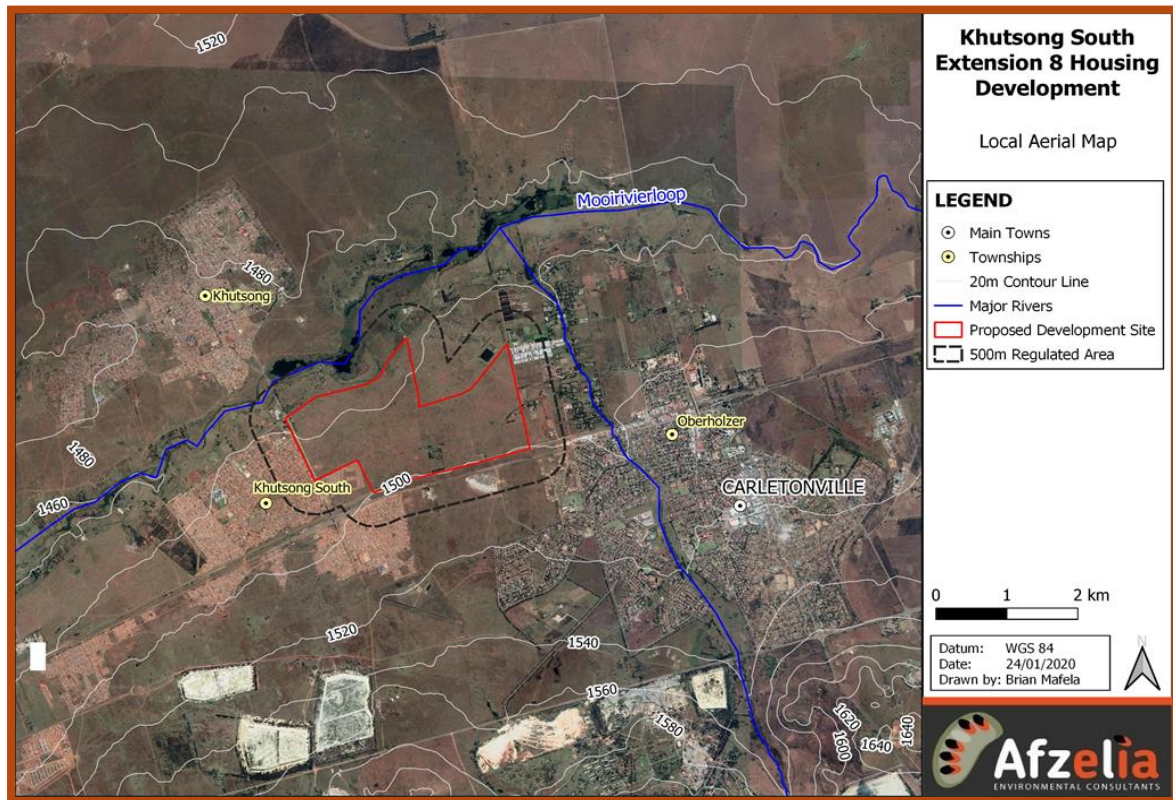 Khutsong South
Extension 8 Housing
Development
Local Aerial Map
LEGEND
Main Towns
Townships
20m Contour Line
Major Rivers
Proposed Development Site
500m Regulated Area
0 1 2 km
Datum: WGS 84
Date: 24/01/2020
Drawn by: Brian Mafela
N
Afzelia
ENVIRONMENTAL CONSULTANTS
1520
Mooirivierloop
1480
Khutsong
Oberholzer
1480
1460
Khutsong South
1500
CARLETONVILLE
1520
1540
1560
1580
1620
1600
1640
1640